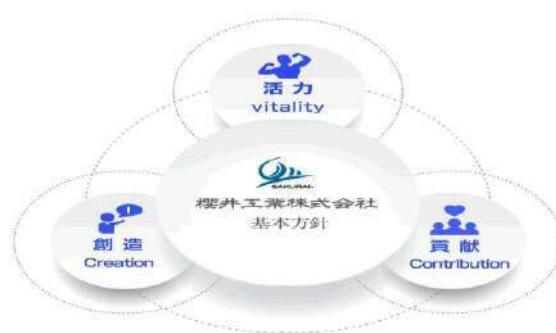 活力
vitality
SAKURAI
櫻井工業株式会社
基本方針
創造
Creation
貢献
Contribution